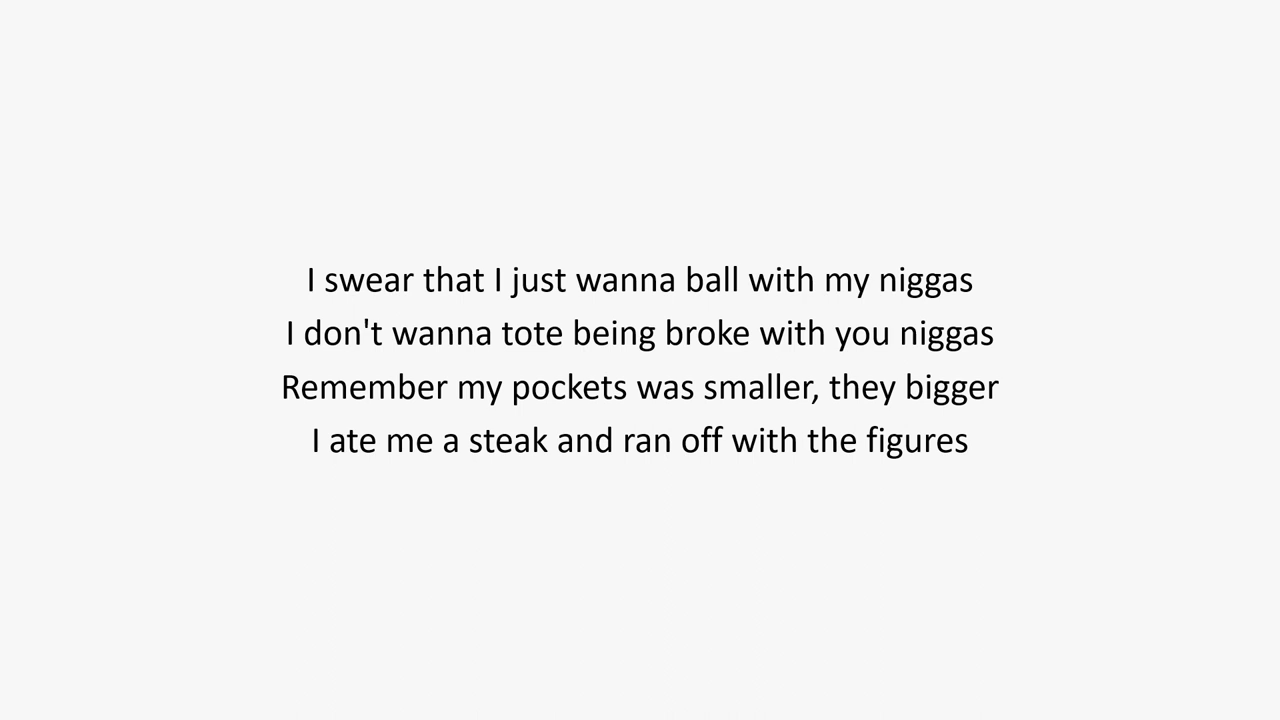 I swear that I just wanna ball with my niggas
I don't wanna tote being broke with you niggas
Remember my pockets was smaller, they bigger
I ate me a steak and ran off with the figures